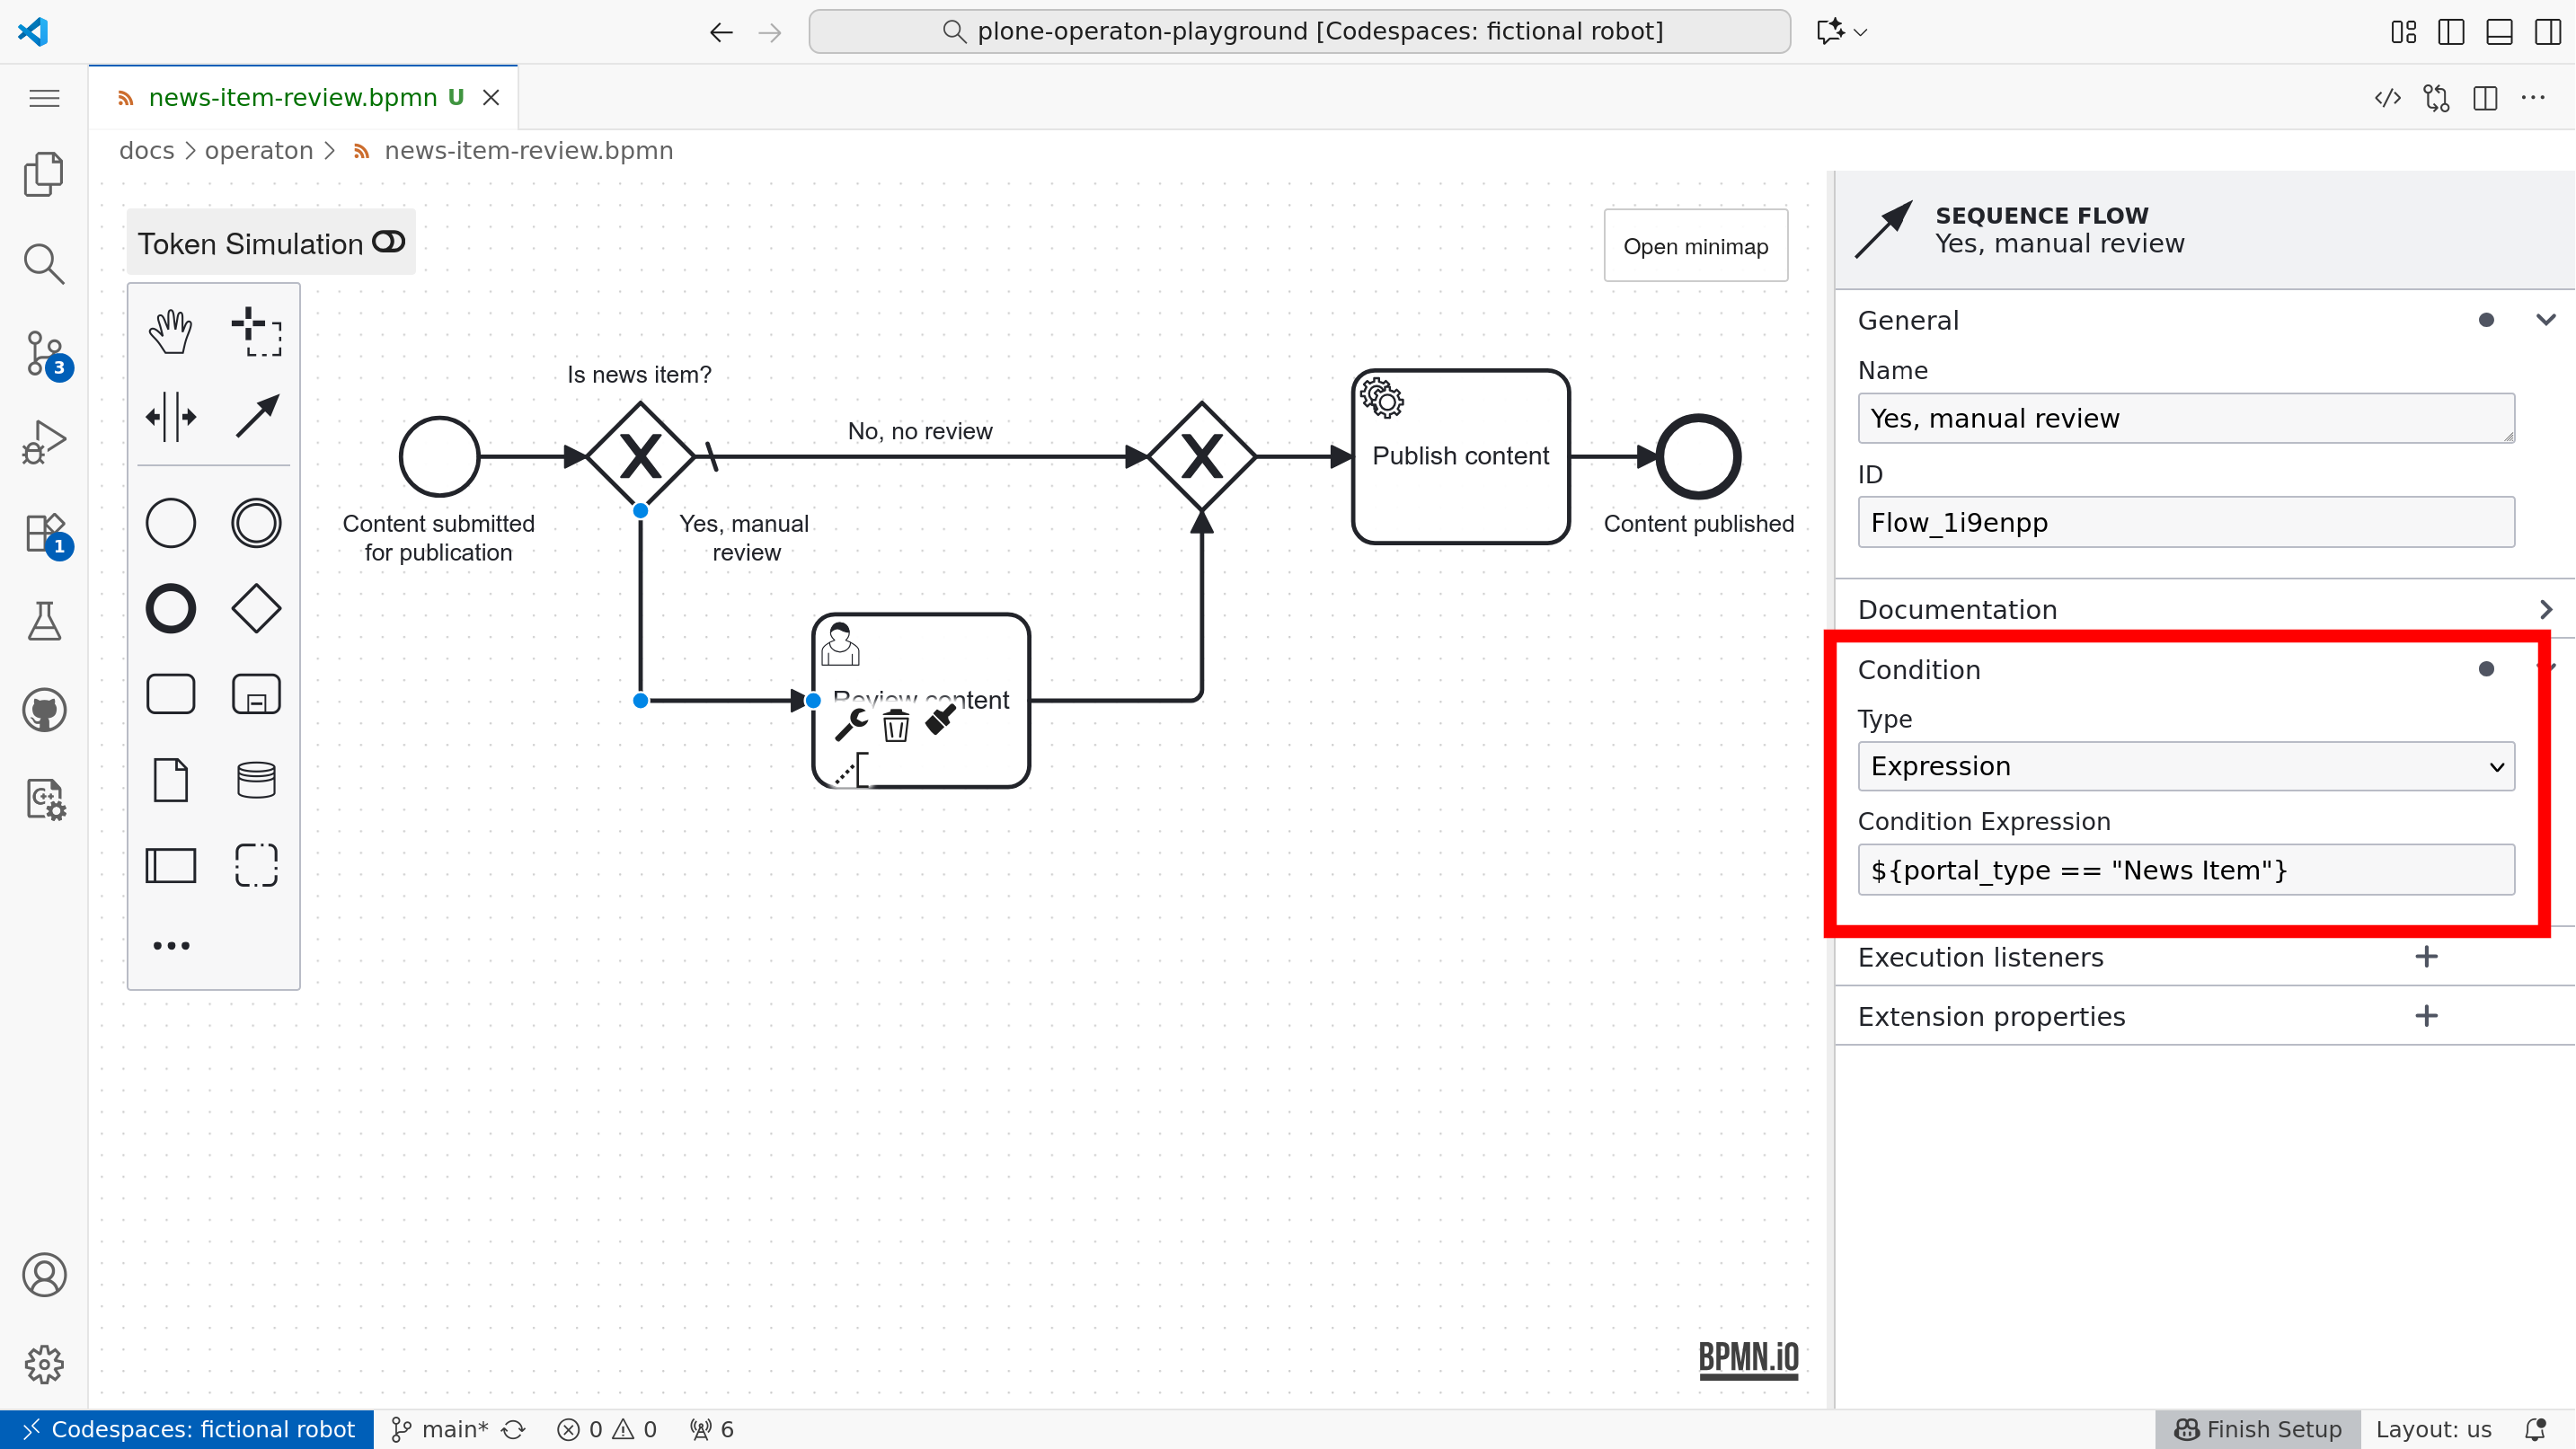 plone-operaton-playground [Codespaces: fictional robot]
news-item-review.bpmn U
docs operaton news-item-review.bpmn
Token Simulation
Open minimap
Is news item?
No, no review
Content submitted
for publication
Yes, manual
review
Review content
Publish content
Content published
BPMN.iO
SEQUENCE FLOW
Yes, manual review
General
Name
Yes, manual review
ID
Flow_1i9enpp
Documentation
Condition
Type
Expression
Condition Expression
${portal_type == "News Item"}
Execution listeners
Extension properties
3
1
C++
Codespaces: fictional robot
main*
0
0
6
Finish Setup
Layout: us